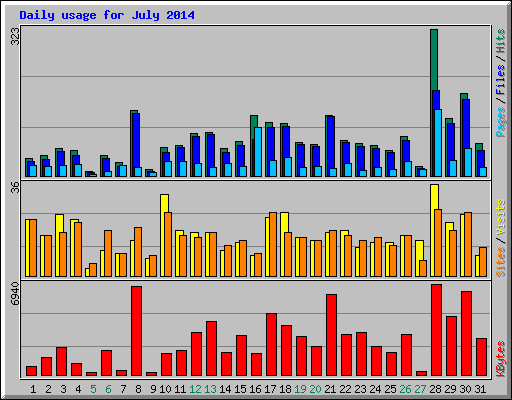 Daily usage for July 2014
323
Pages / Files / Hits
36
Sites / Visits
6940
KBytes
1 2 3 4 5 6 7 8 9 10 11 12 13 14 15 16 17 18 19 20 21 22 23 24 25 26 27 28 29 30 31